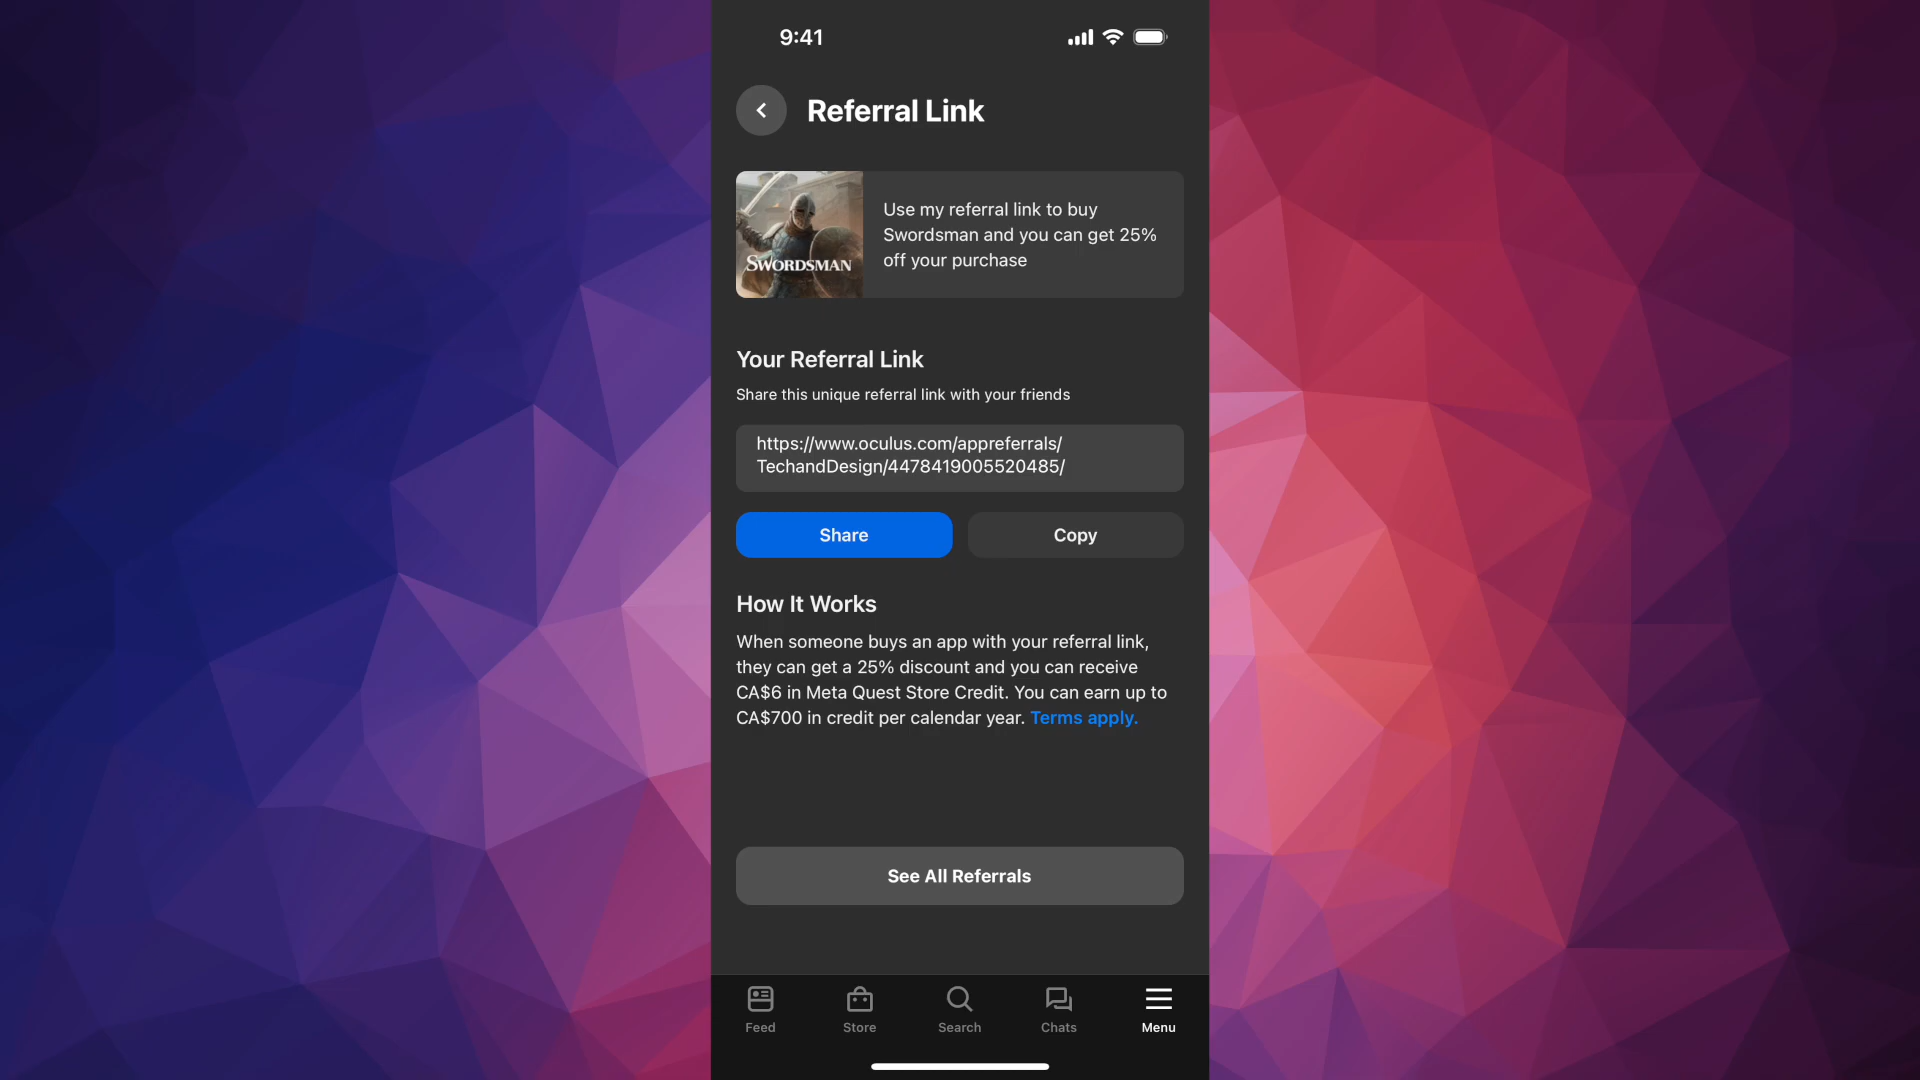 9:41
Referral Link
SWORDSMAN
Use my referral link to buy
Swordsman and you can get 25%
off your purchase
Your Referral Link
Share this unique referral link with your friends
https://www.oculus.com/appreferrals/
TechandDesign/4478419005520485/
Share
Copy
How It Works
When someone buys an app with your referral link,
they can get a 25% discount and you can receive
CA$6 in Meta Quest Store Credit. You can earn up to
CA$700 in credit per calendar year. Terms apply.
See All Referrals
Feed
Store
Search
Chats
Menu